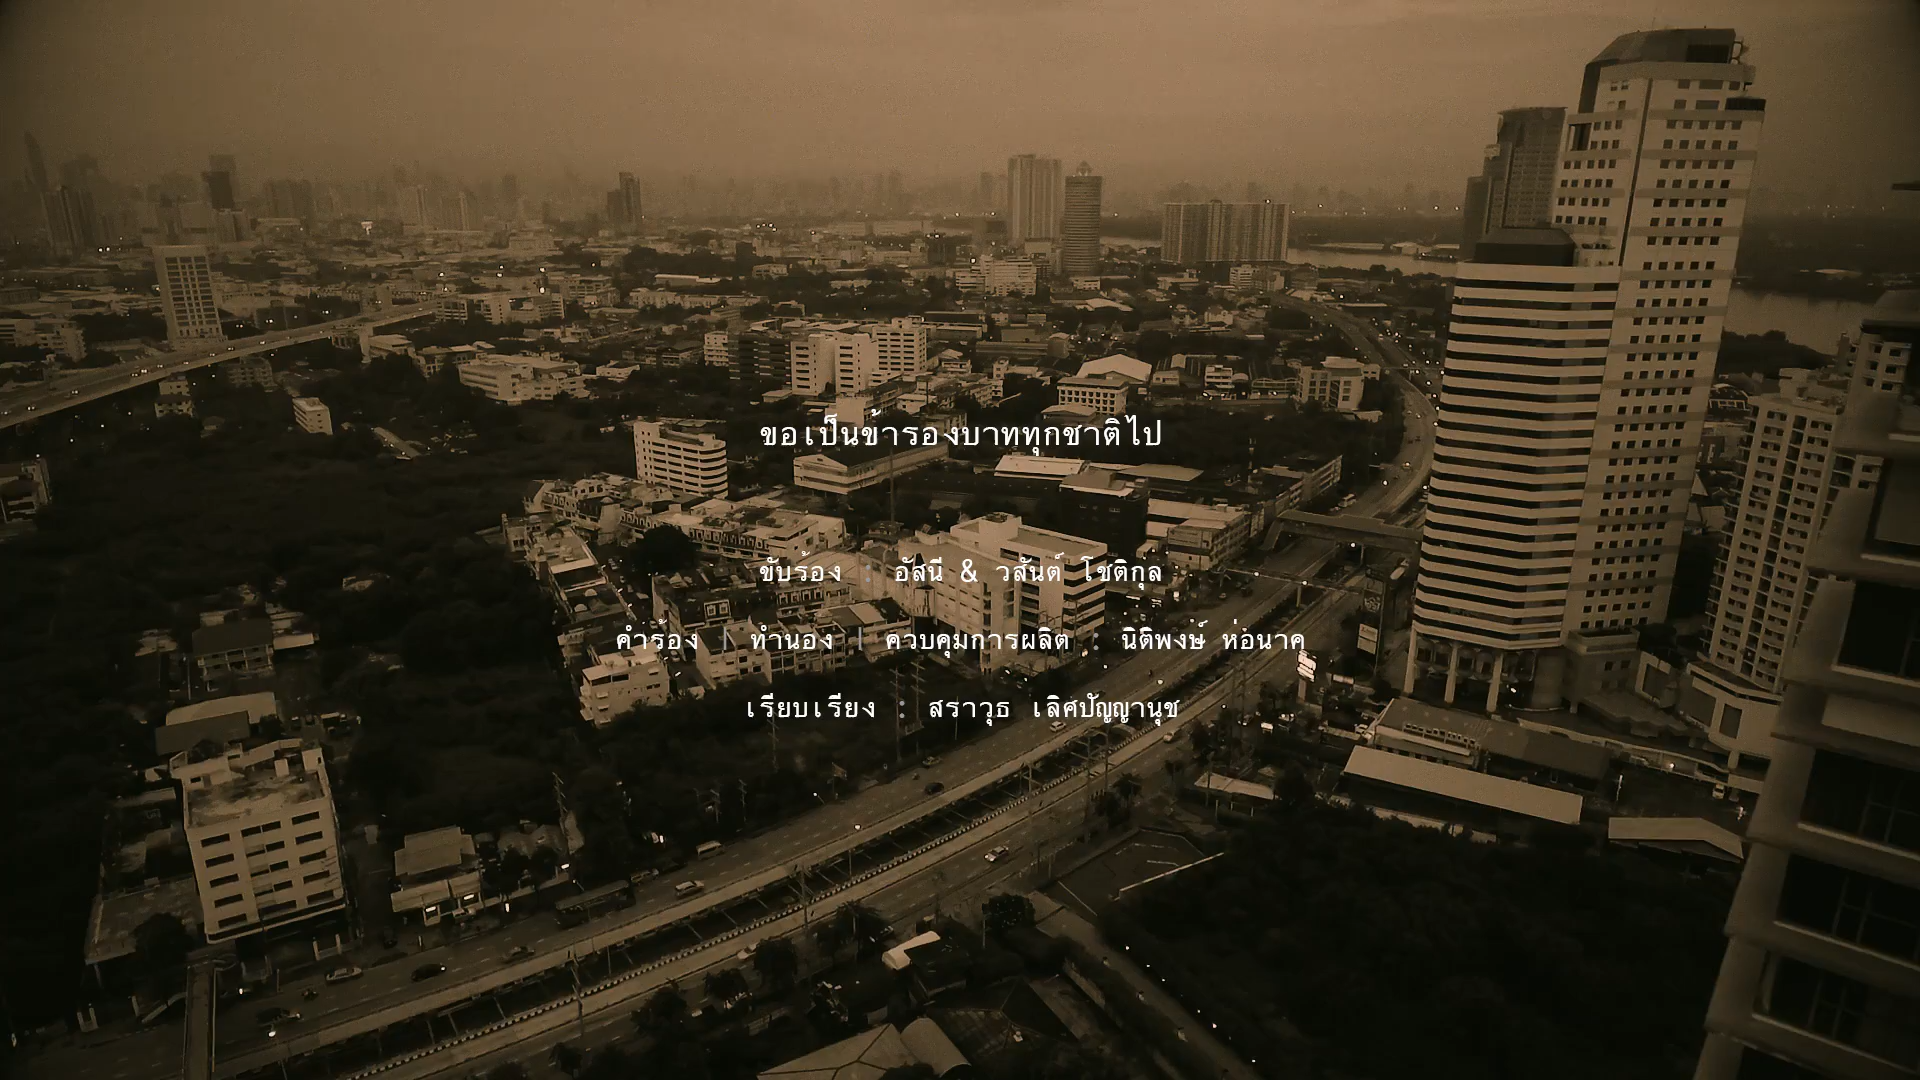 ขอเป็นข้ารองบาททุกชาติไป
ขับร้อง : อัสนี & วสันต์ โชติกุล
คำร้อง | ทำนอง | ควบคุมการผลิต : นิติพงษ์ ห่อนาค
เรียบเรียง : สราวุธ เลิศปัญญานุช